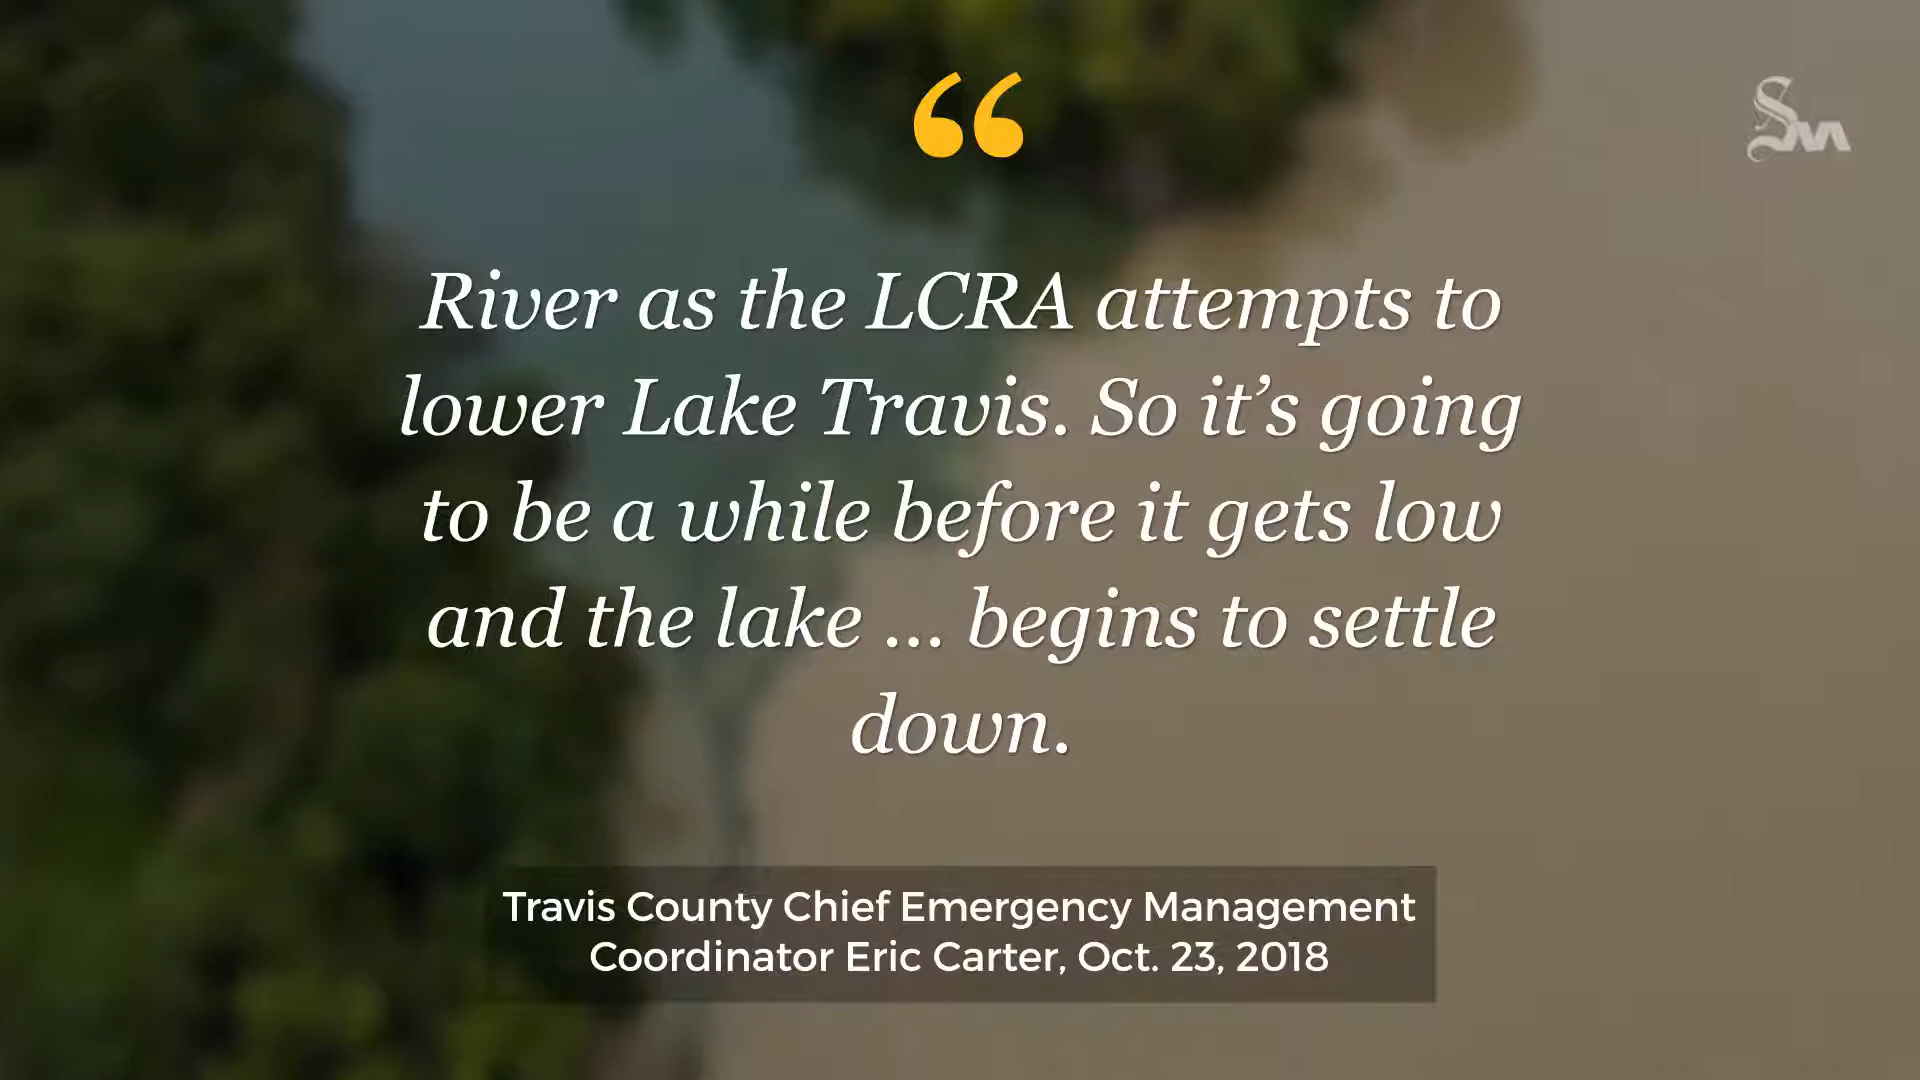 “
Sm
River as the LCRA attempts to
lower Lake Travis. So it’s going
to be a while before it gets low
and the lake ... begins to settle
down.
Travis County Chief Emergency Management
Coordinator Eric Carter, Oct. 23, 2018